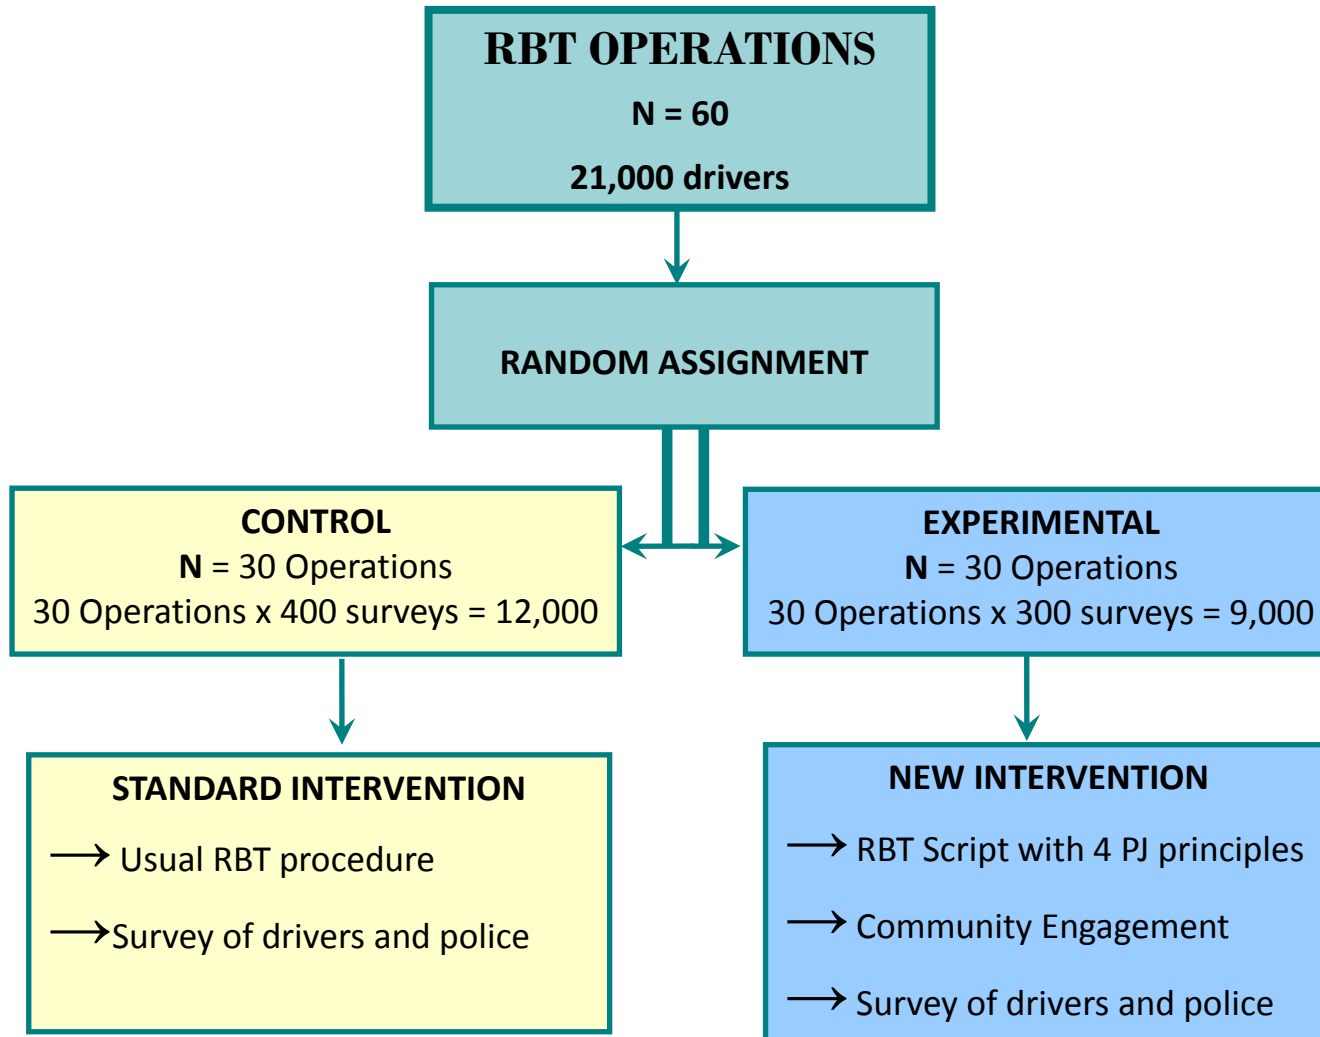 RBT OPERATIONS
N = 60
21,000 drivers
RANDOM ASSIGNMENT
CONTROL
N = 30 Operations
30 Operations x 400 surveys = 12,000
EXPERIMENTAL
N = 30 Operations
30 Operations x 300 surveys = 9,000
STANDARD INTERVENTION
→ Usual RBT procedure
→ Survey of drivers and police
NEW INTERVENTION
→ RBT Script with 4 PJ principles
→ Community Engagement
→ Survey of drivers and police